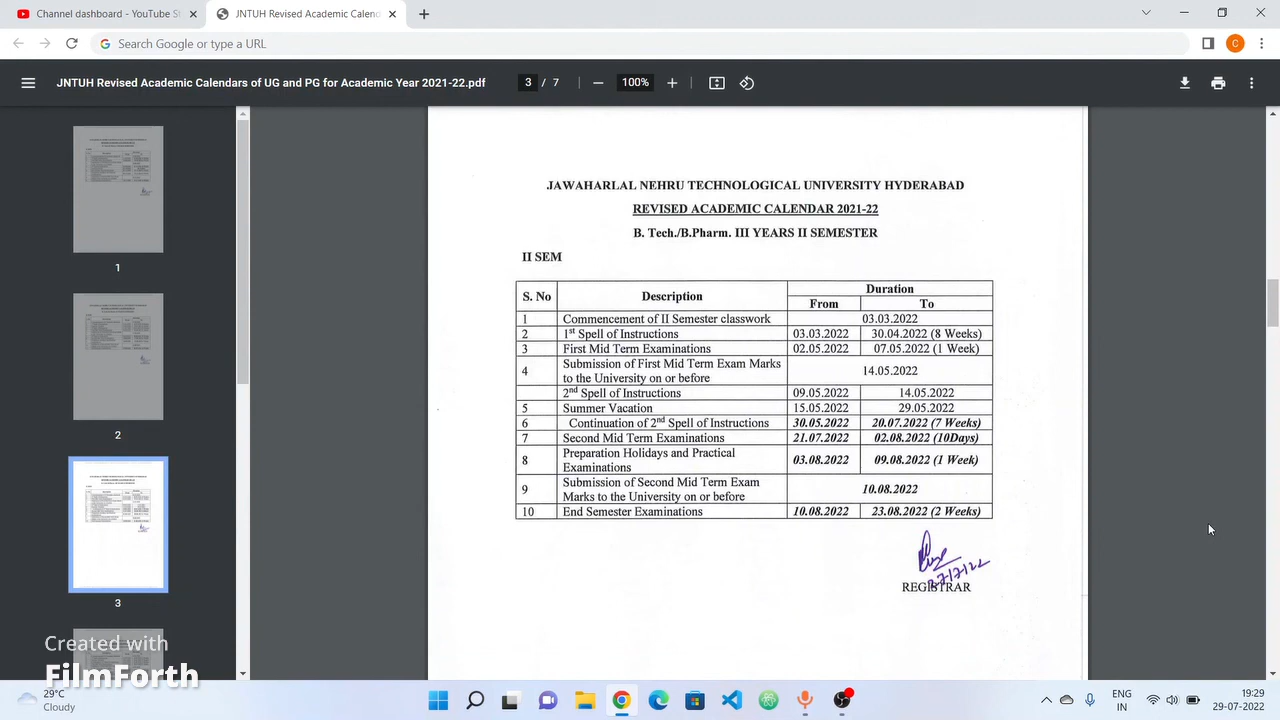 Channel dashboard - YouTube St
JNTUH Revised Academic Calend
Search Google or type a URL
C
JNTUH Revised Academic Calendars of UG and PG for Academic Year 2021-22.pdf
3 / 7
100%
1
2
3
JAWAHARLAL NEHRU TECHNOLOGICAL UNIVERSITY HYDERABAD
REVISED ACADEMIC CALENDAR 2021-22
B. Tech./B.Pharm. III YEARS II SEMESTER
II SEM
S. No Description Duration
From To
1 Commencement of II Semester classwork 03.03.2022
2 1st Spell of Instructions 03.03.2022 30.04.2022 (8 Weeks)
3 First Mid Term Examinations 02.05.2022 07.05.2022 (1 Week)
4 Submission of First Mid Term Exam Marks
to the University on or before 14.05.2022
2nd Spell of Instructions 09.05.2022 14.05.2022
5 Summer Vacation 15.05.2022 29.05.2022
6 Continuation of 2nd Spell of Instructions 30.05.2022 20.07.2022 (7 Weeks)
7 Second Mid Term Examinations 21.07.2022 02.08.2022 (10Days)
8 Preparation Holidays and Practical
Examinations 03.08.2022 09.08.2022 (1 Week)
9 Submission of Second Mid Term Exam
Marks to the University on or before 10.08.2022
10 End Semester Examinations 10.08.2022 23.08.2022 (2 Weeks)
27/7/22
REGISTRAR
Created with
FilmForth
29°C
Cloudy
ENG
IN
19:29
29-07-2022